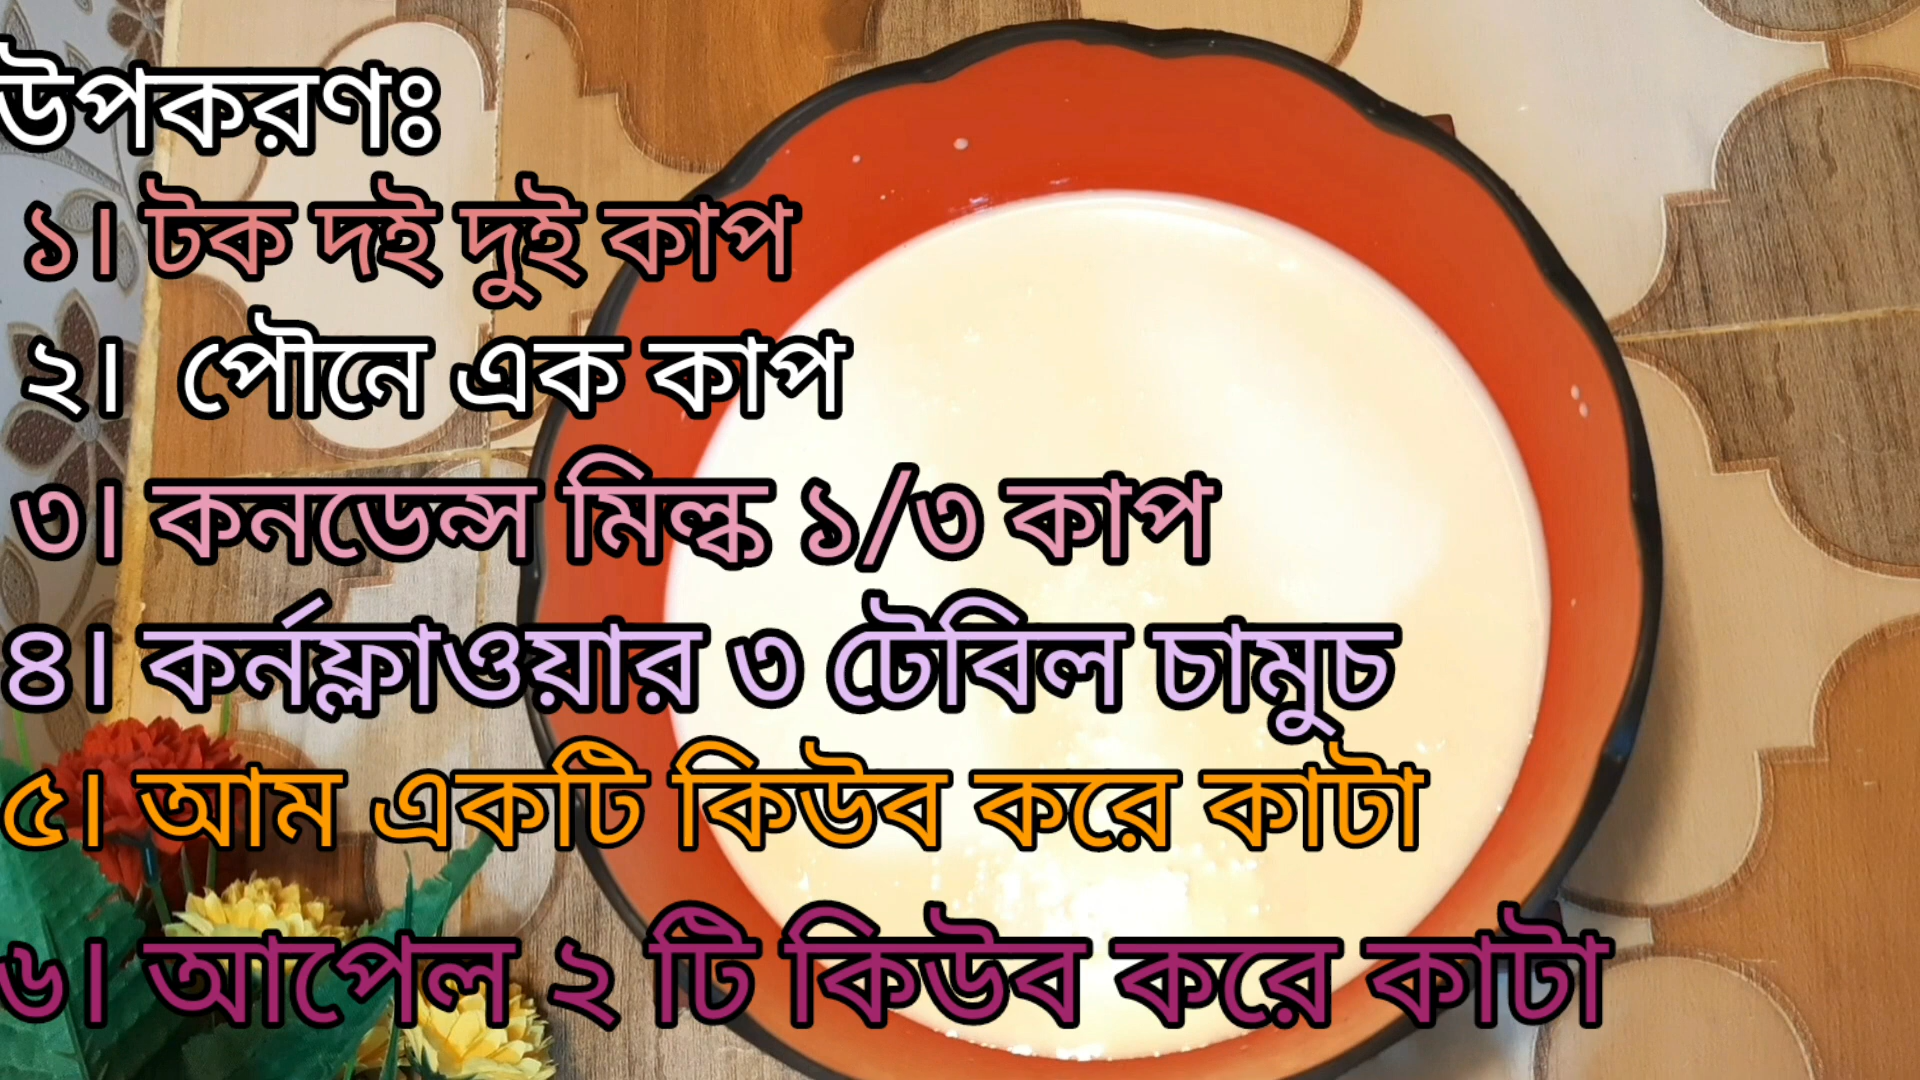 উপকরণঃ
১। টক দই দুই কাপ
২। পৌনে এক কাপ
৩। কনডেন্স মিল্ক ১/৩ কাপ
৪। কর্নফ্লাওয়ার ৩ টেবিল চামুচ
৫। আম একটি কিউব করে কাটা
৬। আপেল ২ টি কিউব করে কাটা